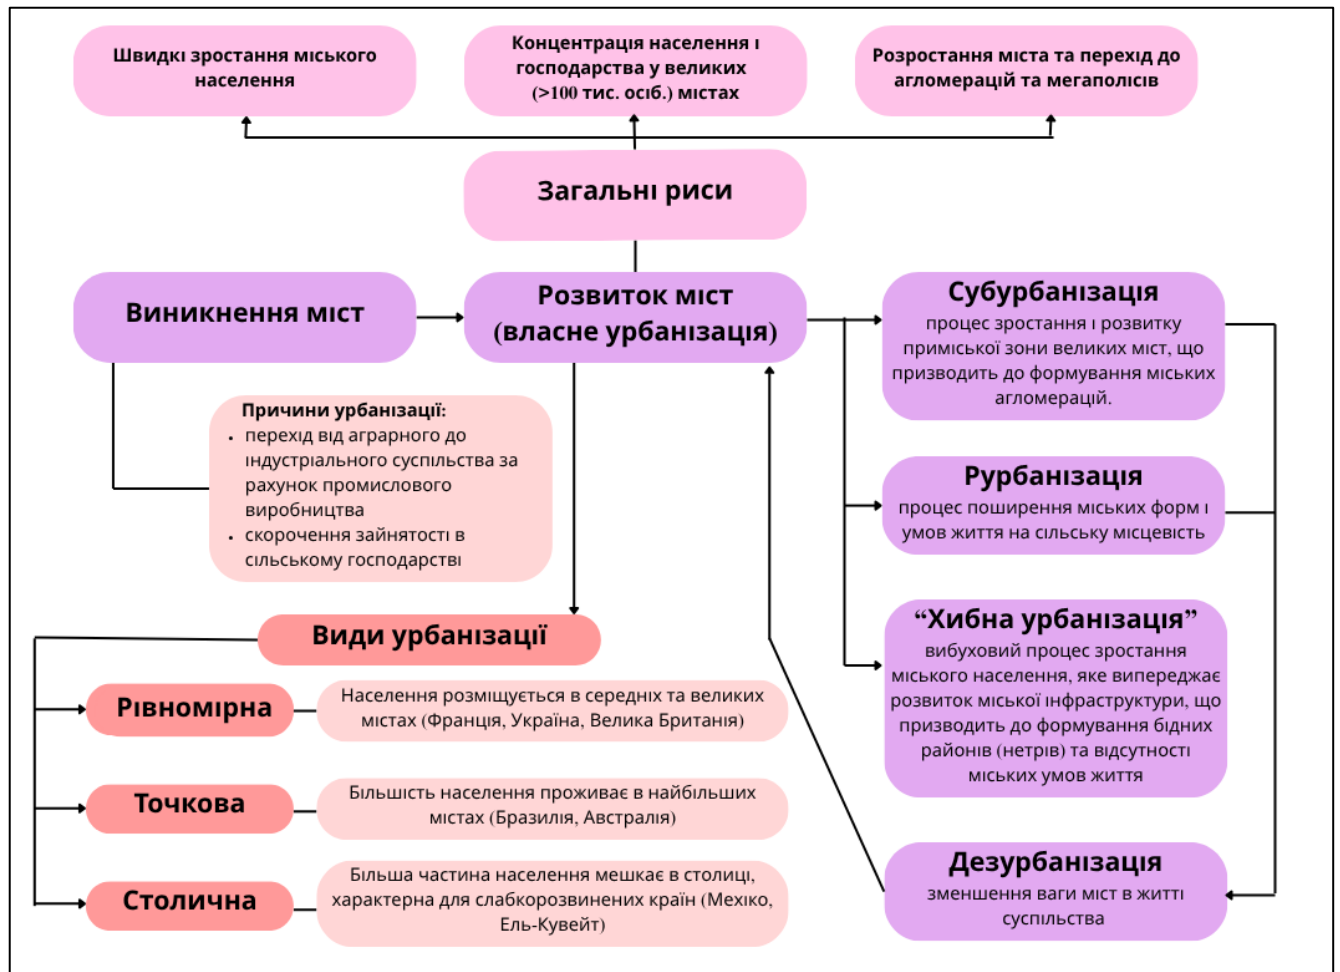 Швидкі зростання міського
населення
Концентрація населення і
господарства у великих
(>100 тис. осіб.) містах
Розростання міста та перехід до
агломерацій та мегаполісів
Загальні риси
Виникнення міст
Розвиток міст
(власне урбанізація)
Субурбанізація
процес зростання і розвитку
приміської зони великих міст, що
призводить до формування міських
агломерацій.
Причини урбанізації:
• перехід від аграрного до
індустріального суспільства за
рахунок промислового
виробництва
• скорочення зайнятості в
сільському господарстві
Рурбанізація
процес поширення міських форм і
умов життя на сільську місцевість
“Хибна урбанізація”
вибуховий процес зростання
міського населення, яке випереджає
розвиток міської інфраструктури, що
призводить до формування бідних
районів (нетрів) та відсутності
міських умов життя
Види урбанізації
Рівномірна
Населення розміщується в середніх та великих
містах (Франція, Україна, Велика Британія)
Точкова
Більшість населення проживає в найбільших
містах (Бразилія, Австралія)
Столична
Більша частина населення мешкає в столиці,
характерна для слабкорозвинених країн (Мехіко,
Ель-Кувейт)
Дезурбанізація
зменшення ваги міст в житті
суспільства